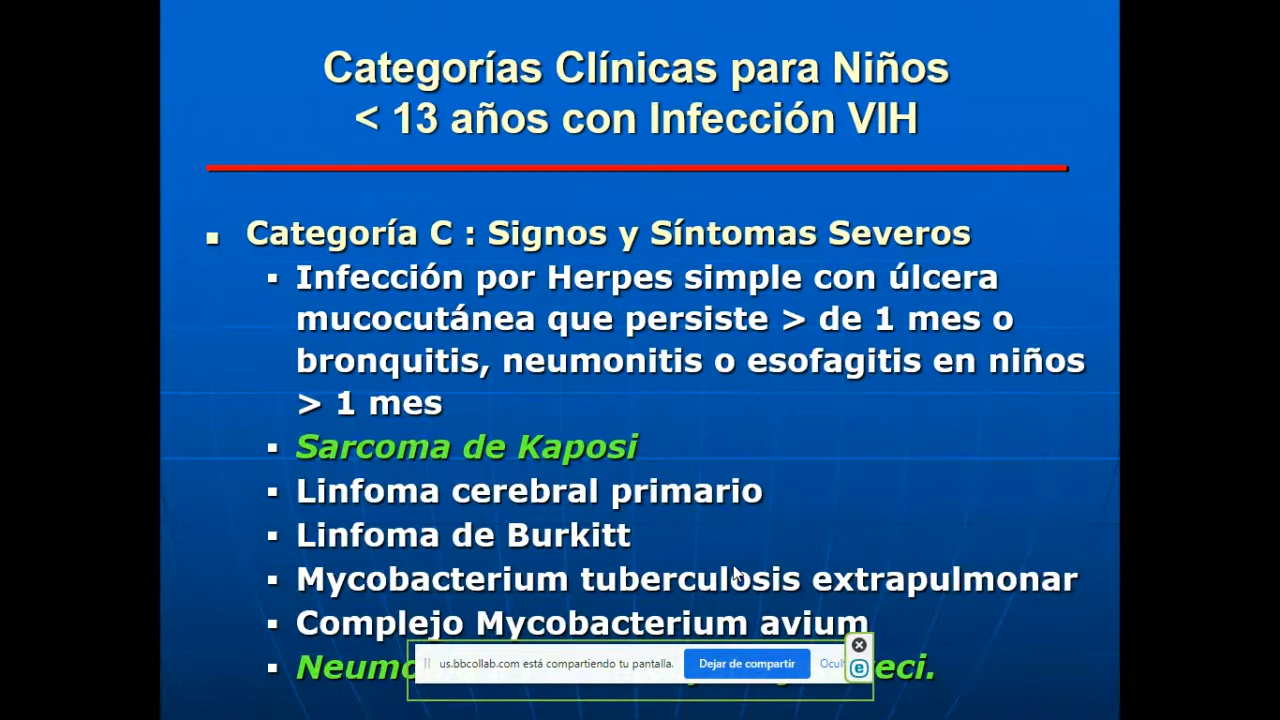 Categorías Clínicas para Niños
< 13 años con Infección VIH
Categoría C : Signos y Síntomas Severos
Infección por Herpes simple con úlcera
mucocutánea que persiste > de 1 mes o
bronquitis, neumonitis o esofagitis en niños
> 1 mes
Sarcoma de Kaposi
Linfoma cerebral primario
Linfoma de Burkitt
Mycobacterium tuberculosis extrapulmonar
Complejo Mycobacterium avium
us.bbcollab.com está compartiendo tu pantalla. Dejar de compartir